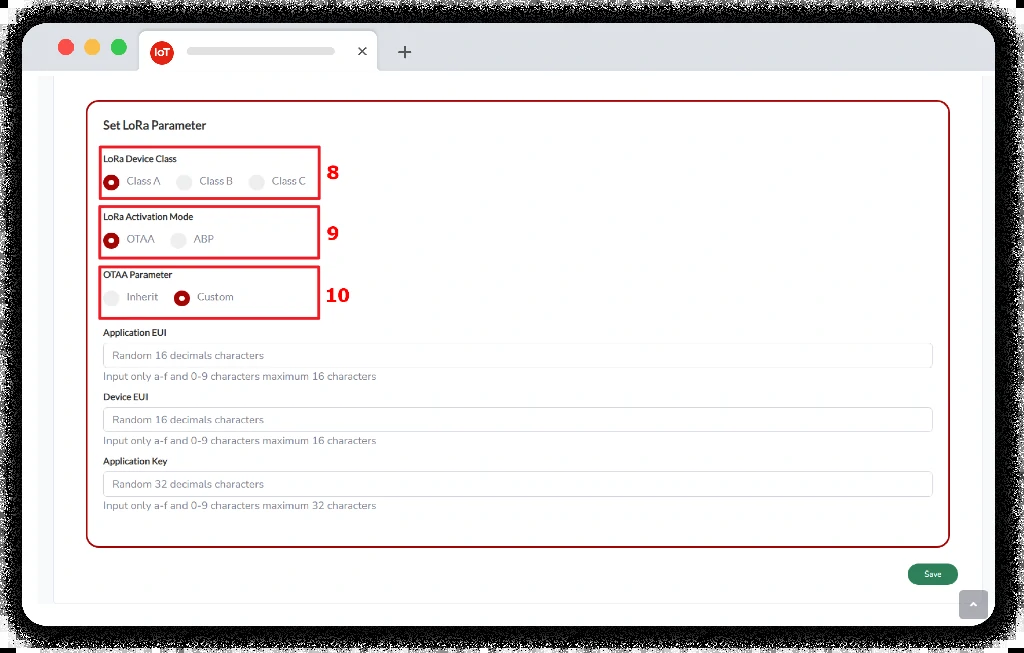 IoT
Set LoRa Parameter
LoRa Device Class
Class A Class B Class C 8
LoRa Activation Mode
OTAA ABP 9
OTAA Parameter
Inherit Custom 10
Application EUI
Random 16 decimals characters
Input only a-f and 0-9 characters maximum 16 characters
Device EUI
Random 16 decimals characters
Input only a-f and 0-9 characters maximum 16 characters
Application Key
Random 32 decimals characters
Input only a-f and 0-9 characters maximum 32 characters
Save